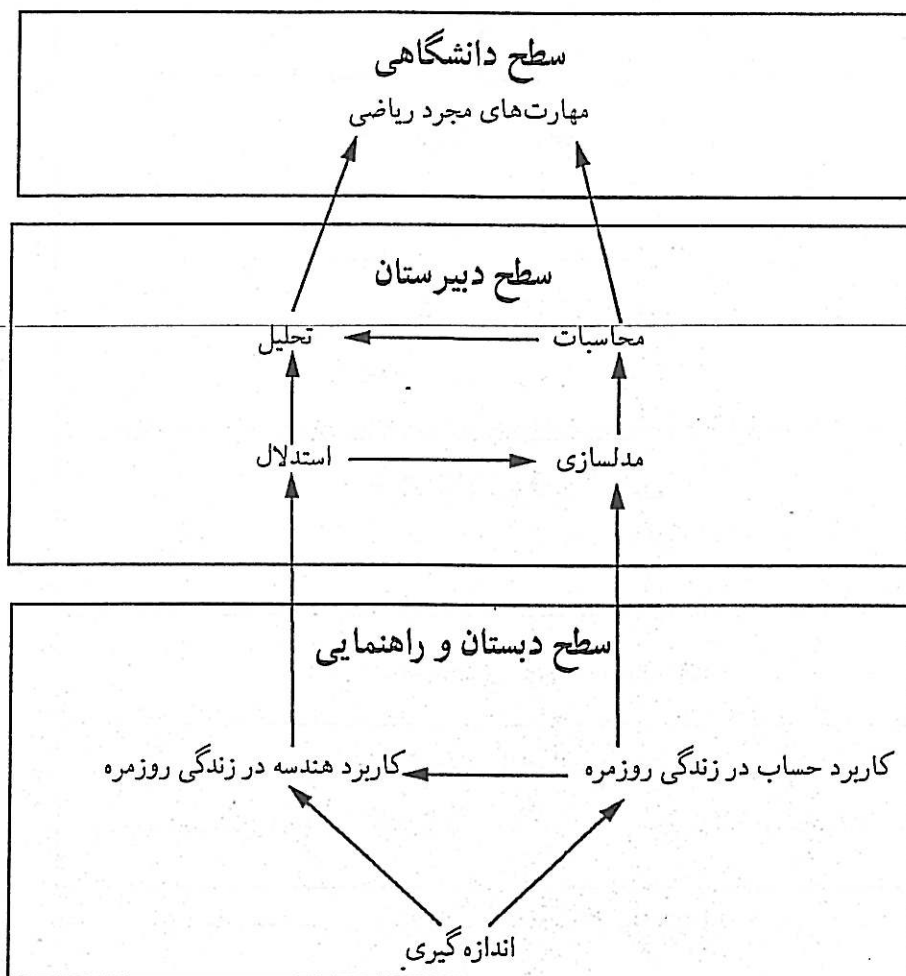 سطح دانشگاهی
مهارت‌های مجرد ریاضی
سطح دبیرستان
محاسبات
تحلیل
مدلسازی
استدلال
سطح دبستان و راهنمایی
کاربرد حساب در زندگی روزمره
کاربرد هندسه در زندگی روزمره
اندازه گیری